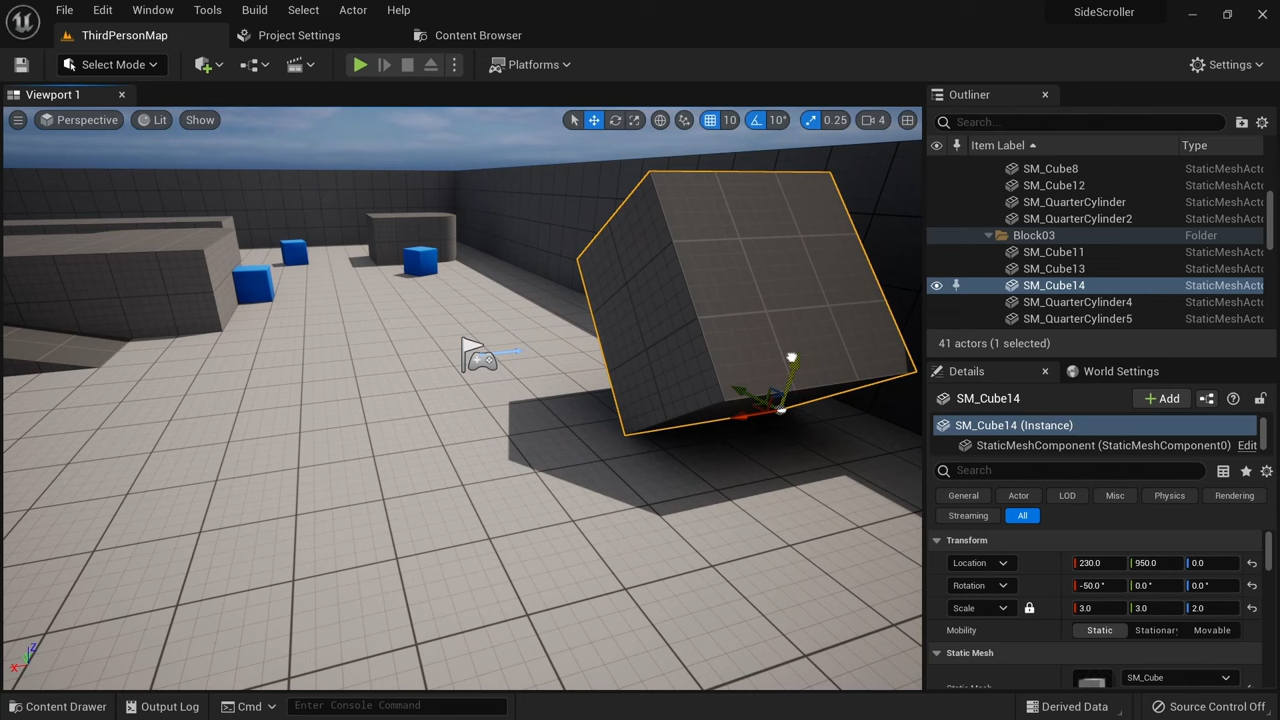 File Edit Window Tools Build Select Actor Help
SideScroller
ThirdPersonMap
Project Settings
Content Browser
Select Mode
Platforms
Settings
Viewport 1
Perspective
Lit
Show
10
10°
0.25
4
Outliner
Search...
Item Label
Type
SM_Cube8 StaticMeshActo
SM_Cube12 StaticMeshActo
SM_QuarterCylinder StaticMeshActo
SM_QuarterCylinder2 StaticMeshActo
Block03 Folder
SM_Cube11 StaticMeshActo
SM_Cube13 StaticMeshActo
SM_Cube14 StaticMeshActo
SM_QuarterCylinder4 StaticMeshActo
SM_QuarterCylinder5 StaticMeshActo
41 actors (1 selected)
Details
World Settings
SM_Cube14
Add
SM_Cube14 (Instance)
StaticMeshComponent (StaticMeshComponent0) Edit
Search
General Actor LOD Misc Physics Rendering
Streaming All
Transform
Location 230.0 950.0 0.0
Rotation -50.0° 0.0° 0.0°
Scale 3.0 3.0 2.0
Mobility Static Stationary Movable
Static Mesh
SM_Cube
Z
X
Content Drawer
Output Log
Cmd
Enter Console Command
Derived Data
Source Control Off